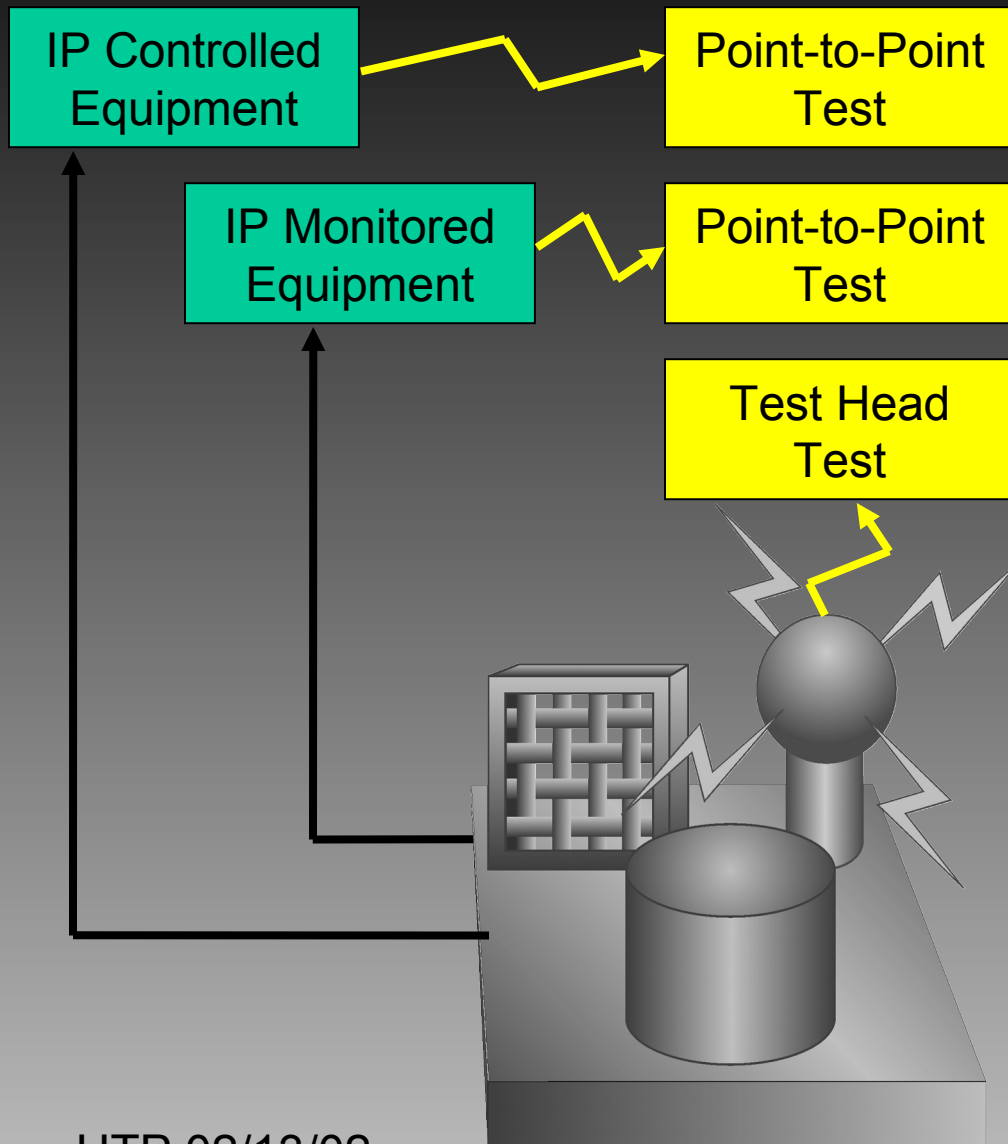 IP Controlled
Equipment
Point-to-Point
Test
IP Monitored
Equipment
Point-to-Point
Test
Test Head
Test